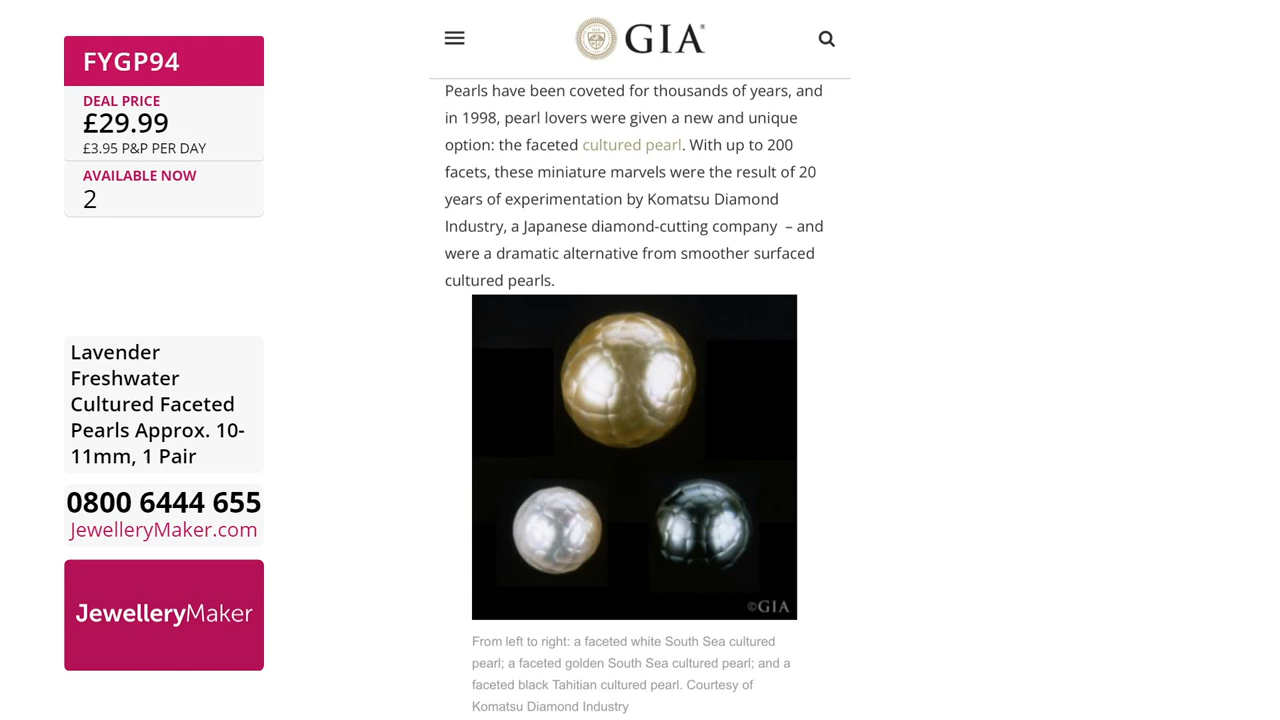 FYGP94
DEAL PRICE
£29.99
£3.95 P&P PER DAY
AVAILABLE NOW
2
Lavender
Freshwater
Cultured Faceted
Pearls Approx. 10-
11mm, 1 Pair
0800 6444 655
JewelleryMaker.com
JewelleryMaker
GIA®
Pearls have been coveted for thousands of years, and
in 1998, pearl lovers were given a new and unique
option: the faceted cultured pearl. With up to 200
facets, these miniature marvels were the result of 20
years of experimentation by Komatsu Diamond
Industry, a Japanese diamond-cutting company – and
were a dramatic alternative from smoother surfaced
cultured pearls.
©GIA
From left to right: a faceted white South Sea cultured
pearl; a faceted golden South Sea cultured pearl; and a
faceted black Tahitian cultured pearl. Courtesy of
Komatsu Diamond Industry